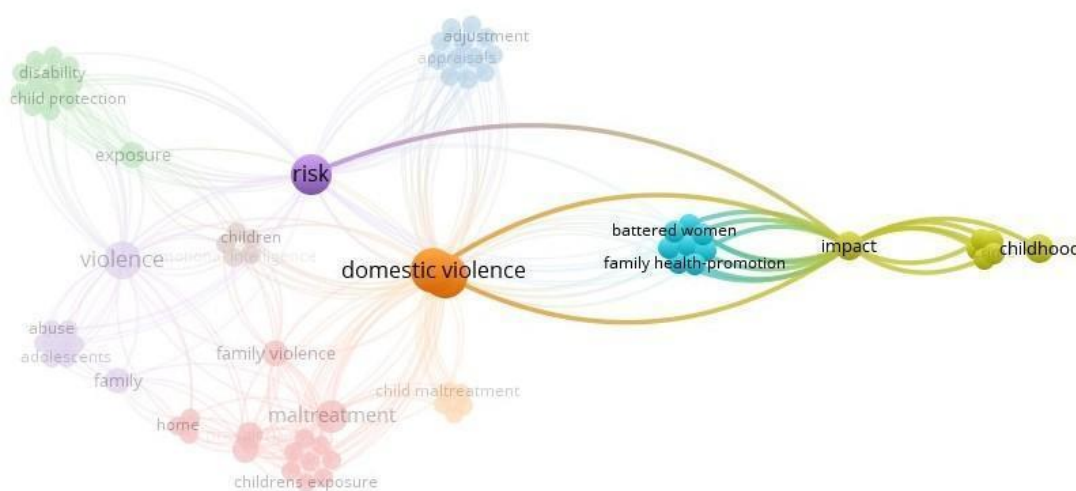 adjustment
appraisals
disability
child protection
exposure
risk
children
violence
battered women
impact
childhood
family health-promotion
domestic violence
abuse
adolescents
family violence
family
child maltreatment
maltreatment
home
childrens exposure